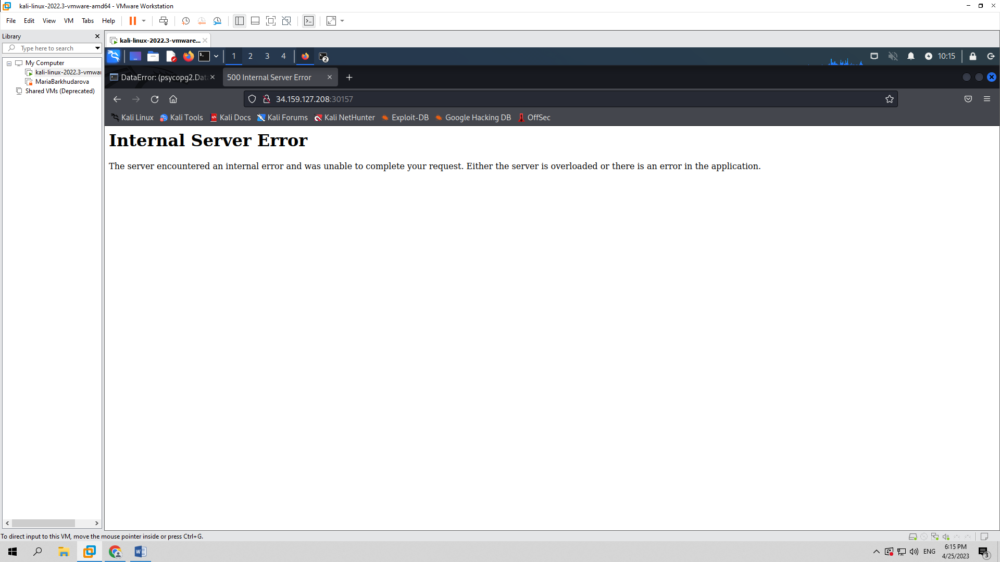 kali-linux-2022.3-vmware-amd64 - VMware Workstation
File Edit View VM Tabs Help
Library
kali-linux-2022.3-vmware...
Type here to search
1 2 3 4 2 10:15
My Computer
kali-linux-2022.3-vmwar
MariaBarkhudarova
Shared VMs (Deprecated)
DataError: (psycopg2.Data 500 Internal Server Error
34.159.127.208:30157
Kali Linux Kali Tools Kali Docs Kali Forums Kali NetHunter Exploit-DB Google Hacking DB OffSec
Internal Server Error
The server encountered an internal error and was unable to complete your request. Either the server is overloaded or there is an error in the application.
To direct input to this VM, move the mouse pointer inside or press Ctrl+G.
ENG 6:15 PM
4/25/2023 3